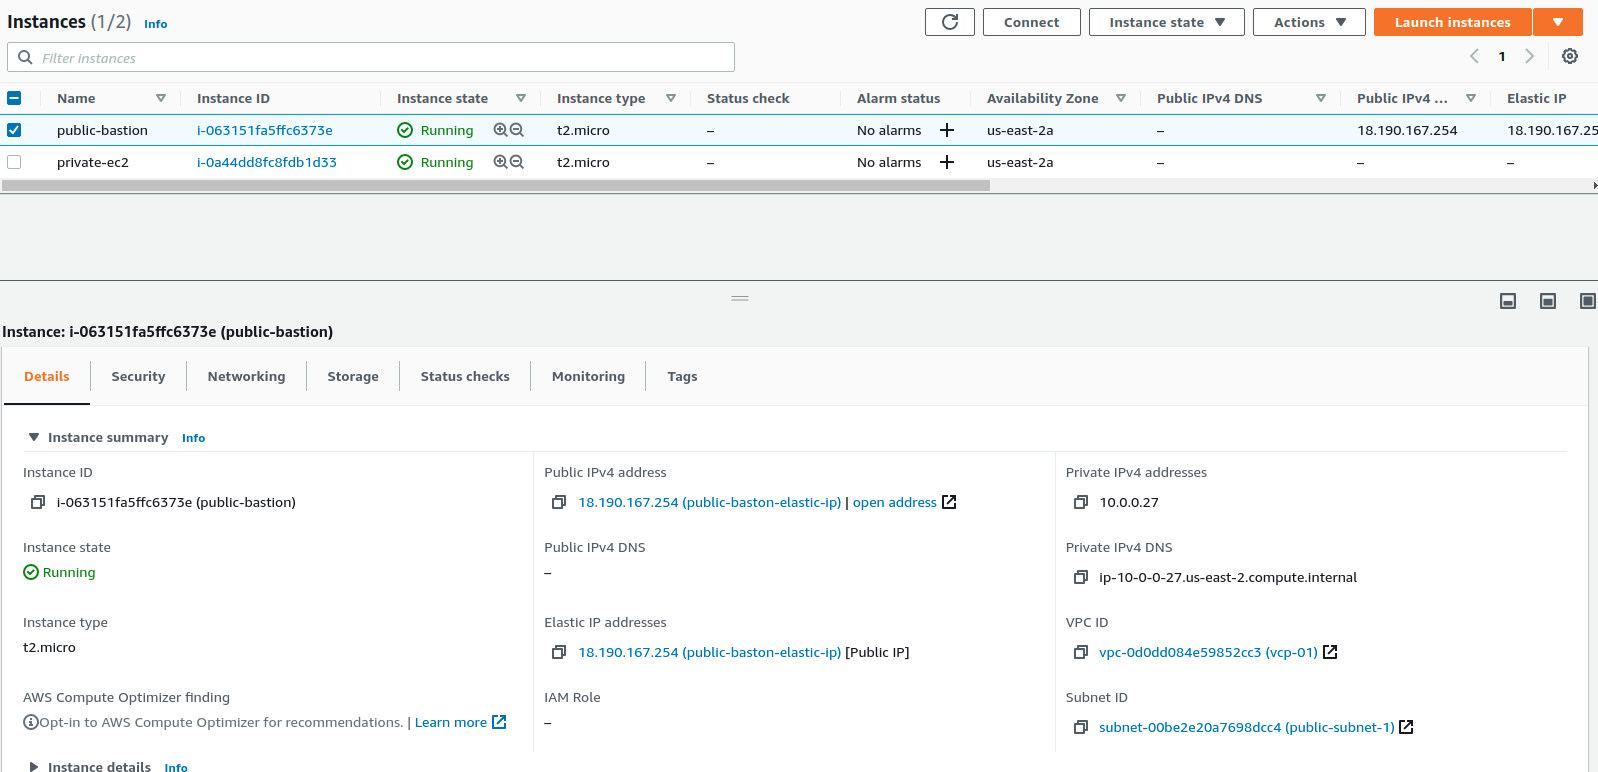 Instances (1/2) Info
Connect Instance state Actions Launch instances
Filter instances
1
Name Instance ID Instance state Instance type Status check Alarm status Availability Zone Public IPv4 DNS Public IPv4 ... Elastic IP
public-bastion i-063151fa5ffc6373e Running t2.micro – No alarms + us-east-2a – 18.190.167.254 18.190.167.25
private-ec2 i-0a44dd8fc8fdb1d33 Running t2.micro – No alarms + us-east-2a – – –
Instance: i-063151fa5ffc6373e (public-bastion)
Details Security Networking Storage Status checks Monitoring Tags
Instance summary Info
Instance ID Public IPv4 address Private IPv4 addresses
i-063151fa5ffc6373e (public-bastion) 18.190.167.254 (public-baston-elastic-ip) | open address 10.0.0.27
Instance state Public IPv4 DNS Private IPv4 DNS
Running – ip-10-0-0-27.us-east-2.compute.internal
Instance type Elastic IP addresses VPC ID
t2.micro 18.190.167.254 (public-baston-elastic-ip) [Public IP] vpc-0d0dd084e59852cc3 (vcp-01)
AWS Compute Optimizer finding IAM Role Subnet ID
Opt-in to AWS Compute Optimizer for recommendations. | Learn more – subnet-00be2e20a7698dcc4 (public-subnet-1)
Instance details Info